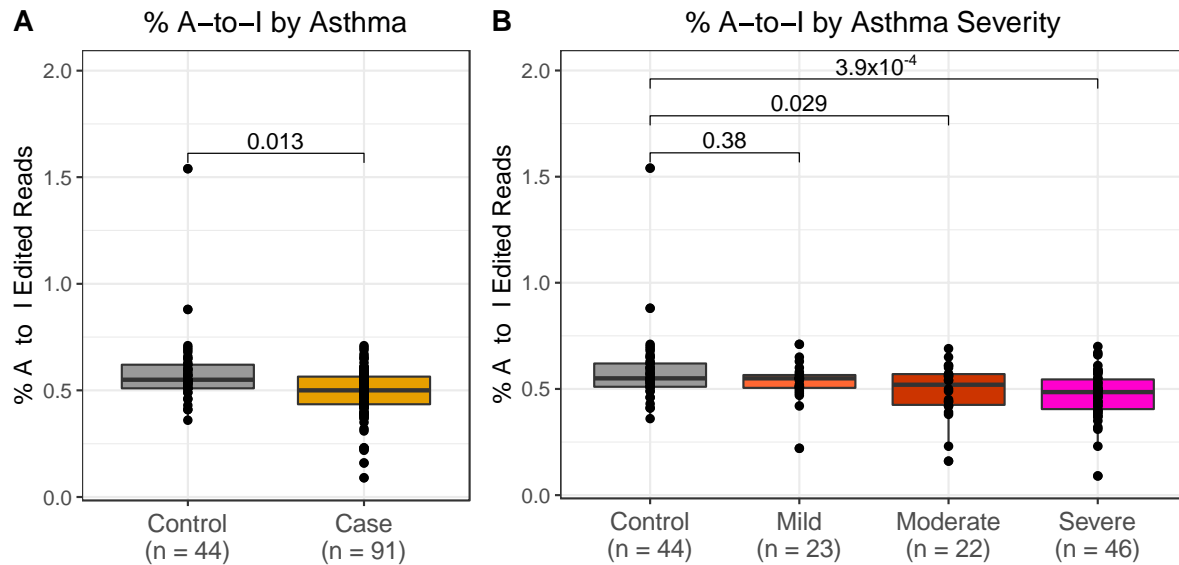 A % A−to−I by Asthma
% A to I Edited Reads
2.0
1.5
1.0
0.5
0.0
0.013
Control Case
(n = 44) (n = 91)
B % A−to−I by Asthma Severity
% A to I Edited Reads
2.0
1.5
1.0
0.5
0.0
3.9x10⁻⁴
0.029
0.38
Control Mild Moderate Severe
(n = 44) (n = 23) (n = 22) (n = 46)